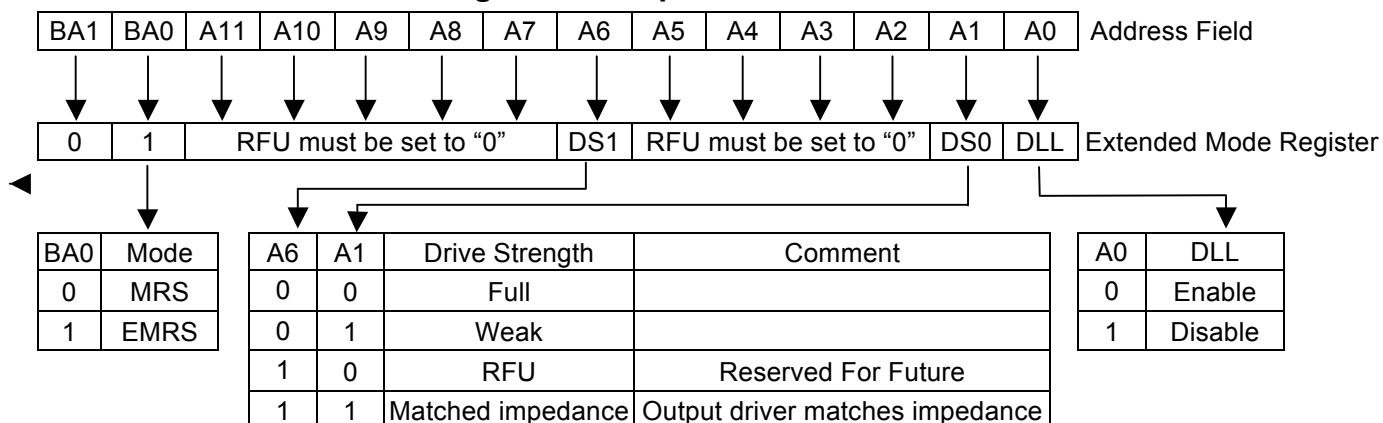 BA1 BA0 A11 A10 A9 A8 A7 A6 A5 A4 A3 A2 A1 A0 Address Field
0 1 RFU must be set to “0” DS1 RFU must be set to “0” DS0 DLL Extended Mode Register
BA0 Mode A6 A1 Drive Strength Comment A0 DLL
0 MRS 0 0 Full 0 Enable
1 EMRS 0 1 Weak 1 Disable
1 0 RFU Reserved For Future
1 1 Matched impedance Output driver matches impedance